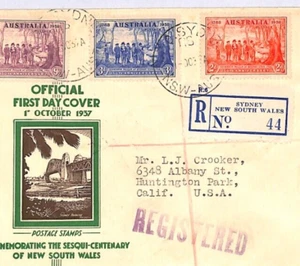 AUSTRALIA
AUSTRALIA
AUSTRALIA
SYDNEY
OFFICIAL
FIRST DAY COVER
1ST OCTOBER 1937
SYDNEY
NEW SOUTH WALES
R No 44
POSTAGE STAMPS
MEMORATING THE SESQUI-CENTENARY
OF NEW SOUTH WALES
Mr. L.J. Crooker,
6348 Albany St.,
Huntington Park,
Calif. U.S.A.
REGISTERED